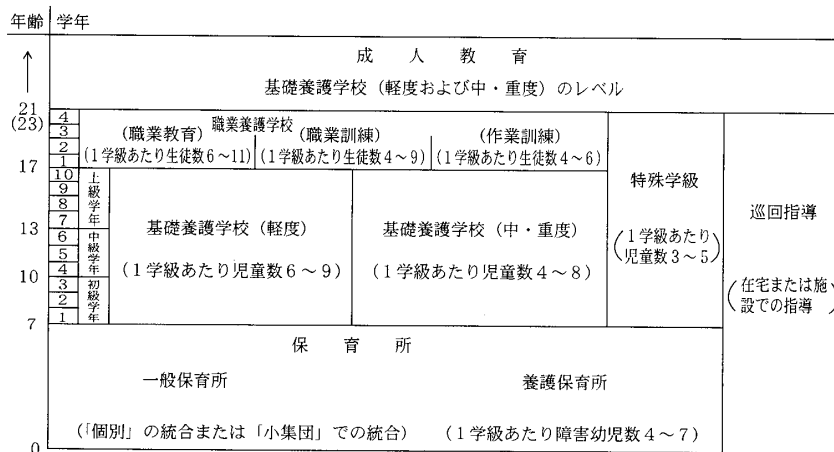 年齢 学年
↑
成人教育
基礎養護学校（軽度および中・重度）のレベル
21
(23)
4
3
2
1
職業養護学校
(職業教育) (職業訓練) (作業訓練)
(1学級あたり生徒数6～11) (1学級あたり生徒数4～9) (1学級あたり生徒数4～6)
17
10
9
8
7
上級学年
13
6
5
4
中級学年
10
3
2
1
初級学年
7
基礎養護学校（軽度）
(1学級あたり児童数6～9)
基礎養護学校（中・重度）
(1学級あたり児童数4～8)
特殊学級
(1学級あたり
児童数3～5)
巡回指導
(在宅または施
設での指導)
保育所
一般保育所 養護保育所
(「個別」の統合または「小集団」での統合) (1学級あたり障害幼児数4～7)
0